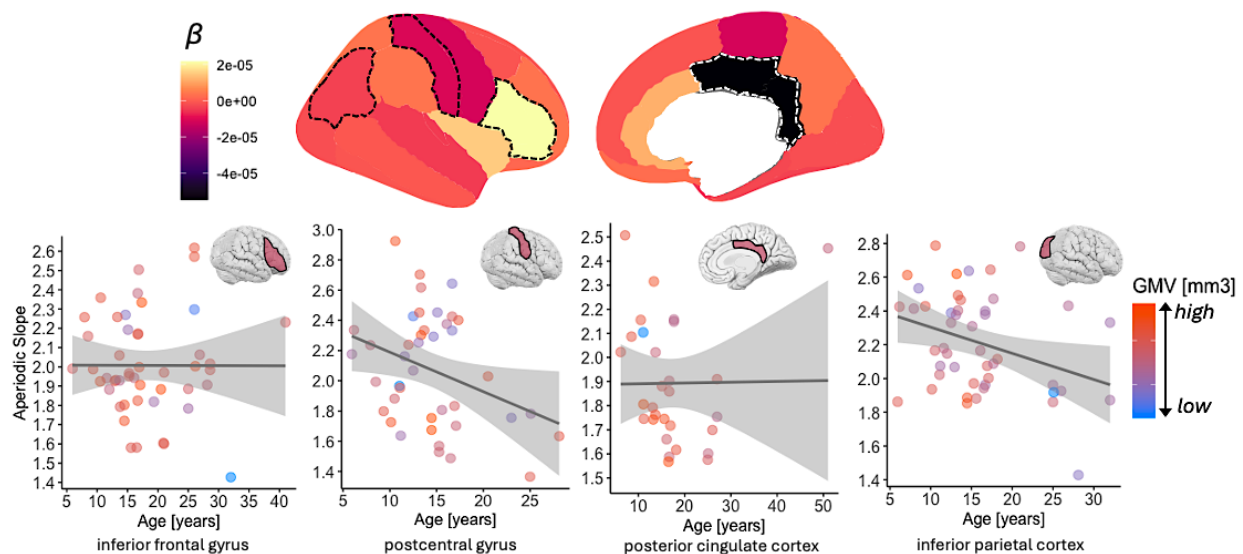 β
2e-05
0e+00
-2e-05
-4e-05
Aperiodic Slope
2.6
2.5
2.4
2.3
2.2
2.1
2.0
1.9
1.8
1.7
1.6
1.5
1.4
5 10 15 20 25 30 35 40
Age [years]
inferior frontal gyrus
3.0
2.8
2.6
2.4
2.2
2.0
1.8
1.6
1.4
5 10 15 20 25
Age [years]
postcentral gyrus
2.5
2.4
2.3
2.2
2.1
2.0
1.9
1.8
1.7
1.6
1.5
10 20 30 40 50
Age [years]
posterior cingulate cortex
2.8
2.6
2.4
2.2
2.0
1.8
1.6
1.4
5 10 15 20 25 30
Age [years]
inferior parietal cortex
GMV [mm3]
high
low